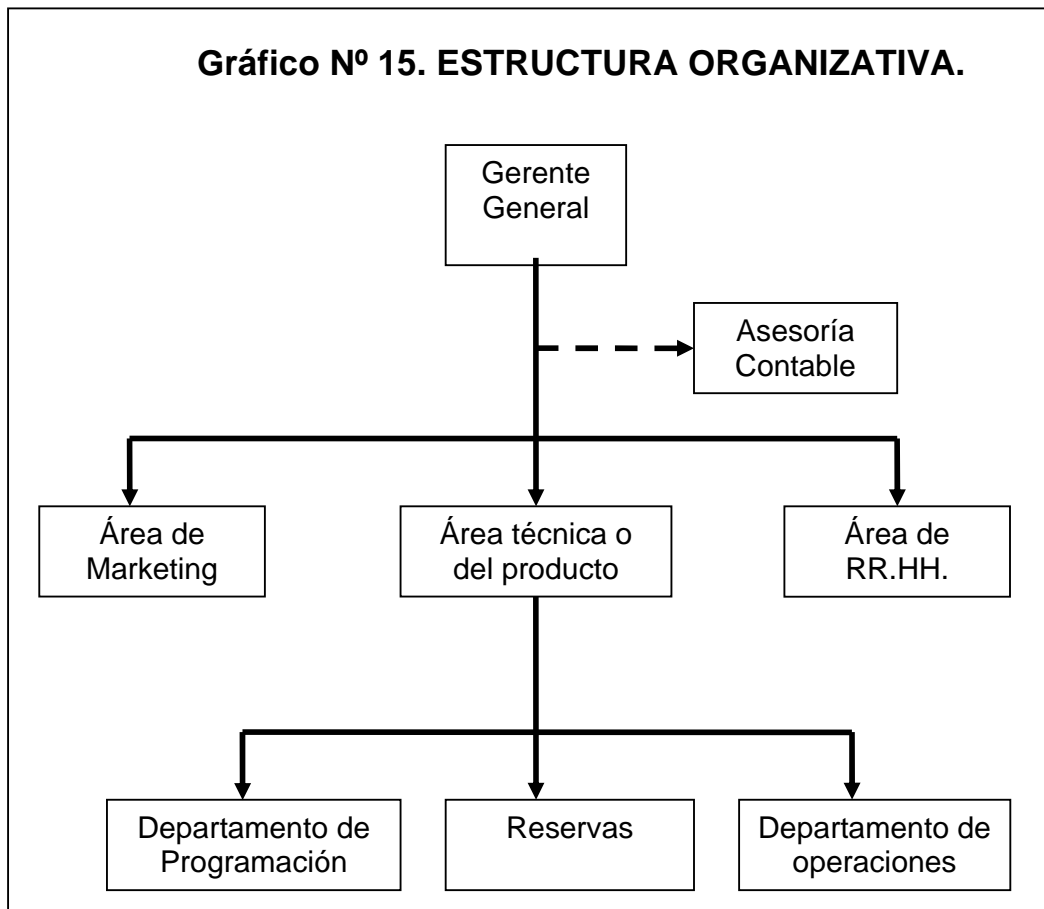 Gráfico Nº 15. ESTRUCTURA ORGANIZATIVA.
Gerente
General
Asesoría
Contable
Área de
Marketing
Área técnica o
del producto
Área de
RR.HH.
Departamento de
Programación
Reservas
Departamento de
operaciones